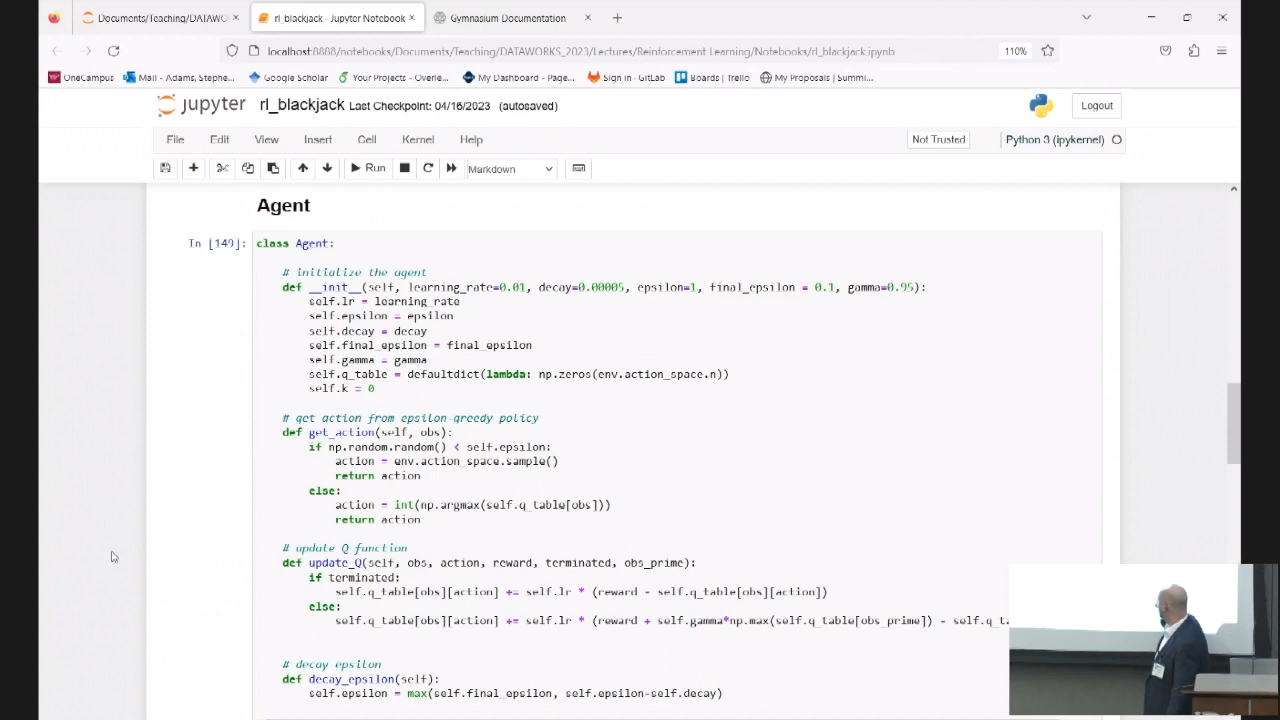 Documents/Teaching/DATAWO
rl_blackjack - Jupyter Notebook
Gymnasium Documentation
localhost:8888/notebooks/Documents/Teaching/DATAWORKS_2023/Lectures/Reinforcement Learning/Notebooks/rl_blackjack.ipynb
110%
OneCampus
Mail - Adams, Stephe...
Google Scholar
Your Projects - Overle...
My Dashboard - Page...
Sign in · GitLab
Boards | Trello
My Proposals | Summi...
jupyter rl_blackjack Last Checkpoint: 04/16/2023 (autosaved)
Logout
File Edit View Insert Cell Kernel Help
Not Trusted
Python 3 (ipykernel)
Run
Markdown
Agent
In [149]: class Agent:
# initialize the agent
def __init__(self, learning_rate=0.01, decay=0.00005, epsilon=1, final_epsilon = 0.1, gamma=0.95):
self.lr = learning_rate
self.epsilon = epsilon
self.decay = decay
self.final_epsilon = final_epsilon
self.gamma = gamma
self.q_table = defaultdict(lambda: np.zeros(env.action_space.n))
self.k = 0
# get action from epsilon-greedy policy
def get_action(self, obs):
if np.random.random() < self.epsilon:
action = env.action_space.sample()
return action
else:
action = int(np.argmax(self.q_table[obs]))
return action
# update Q function
def update_Q(self, obs, action, reward, terminated, obs_prime):
if terminated:
self.q_table[obs][action] += self.lr * (reward - self.q_table[obs][action])
else:
self.q_table[obs][action] += self.lr * (reward + self.gamma*np.max(self.q_table[obs_prime]) - self.q_ta
# decay epsilon
def decay_epsilon(self):
self.epsilon = max(self.final_epsilon, self.epsilon-self.decay)